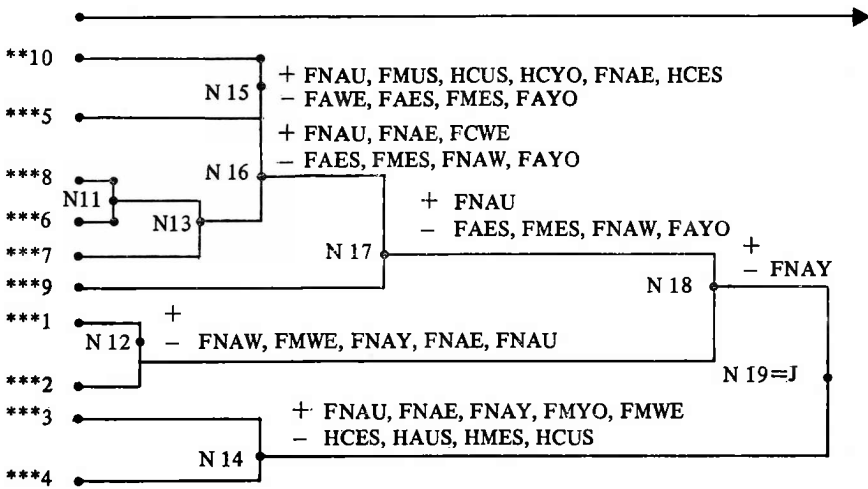 **10
+ FNAU, FMUS, HCUS, HCYO, FNAE, HCES
N 15
− FAWE, FAES, FMES, FAYO
***5
+ FNAU, FNAE, FCWE
− FAES, FMES, FNAW, FAYO
***8
N 16
N11
***6
N13
+ FNAU
− FAES, FMES, FNAW, FAYO
***7
N 17
+
− FNAY
***9
N 18
***1
+
N 12
− FNAW, FMWE, FNAY, FNAE, FNAU
***2
N 19=J
***3
+ FNAU, FNAE, FNAY, FMYO, FMWE
− HCES, HAUS, HMES, HCUS
N 14
***4